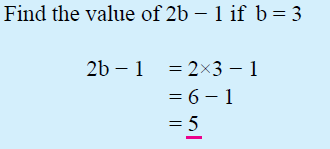 Find the value of 2b – 1 if b = 3
2b – 1 = 2×3 – 1
= 6 – 1
= 5